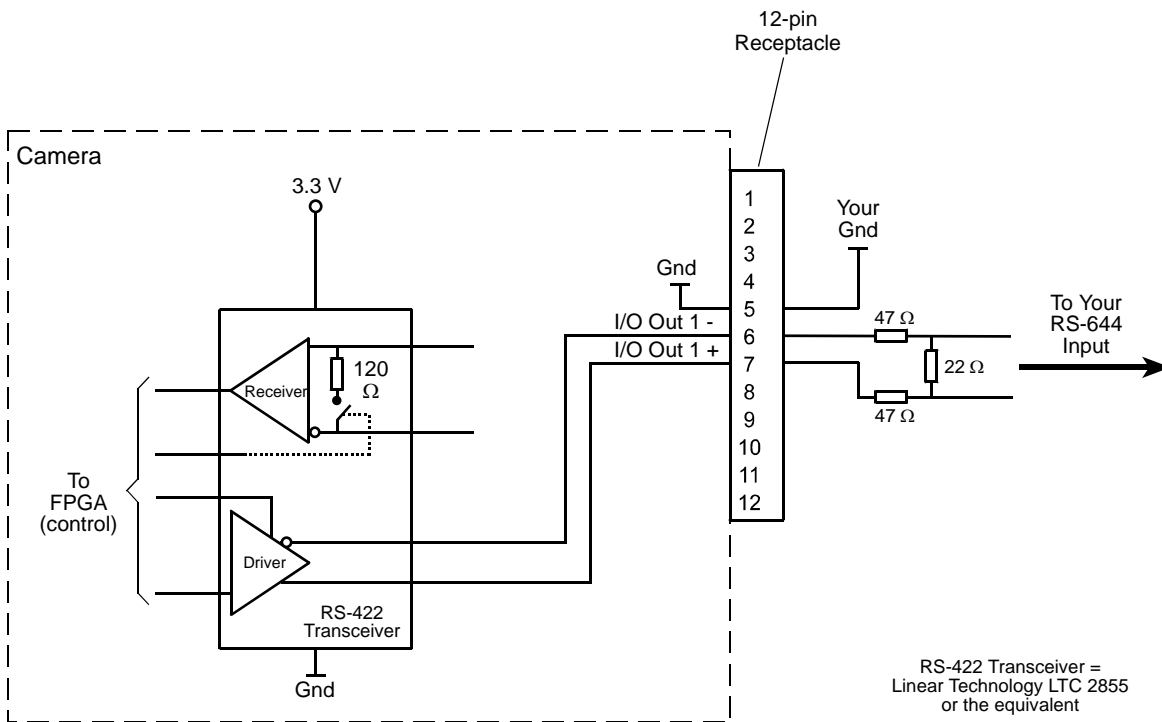 12-pin
Receptacle
Camera
3.3 V
1
2
3
4
5
6
7
8
9
10
11
12
Your
Gnd
Gnd
I/O Out 1 -
I/O Out 1 +
47 Ω
22 Ω
47 Ω
To Your
RS-644
Input
Receiver
120
Ω
To
FPGA
(control)
Driver
RS-422
Transceiver
Gnd
RS-422 Transceiver =
Linear Technology LTC 2855
or the equivalent